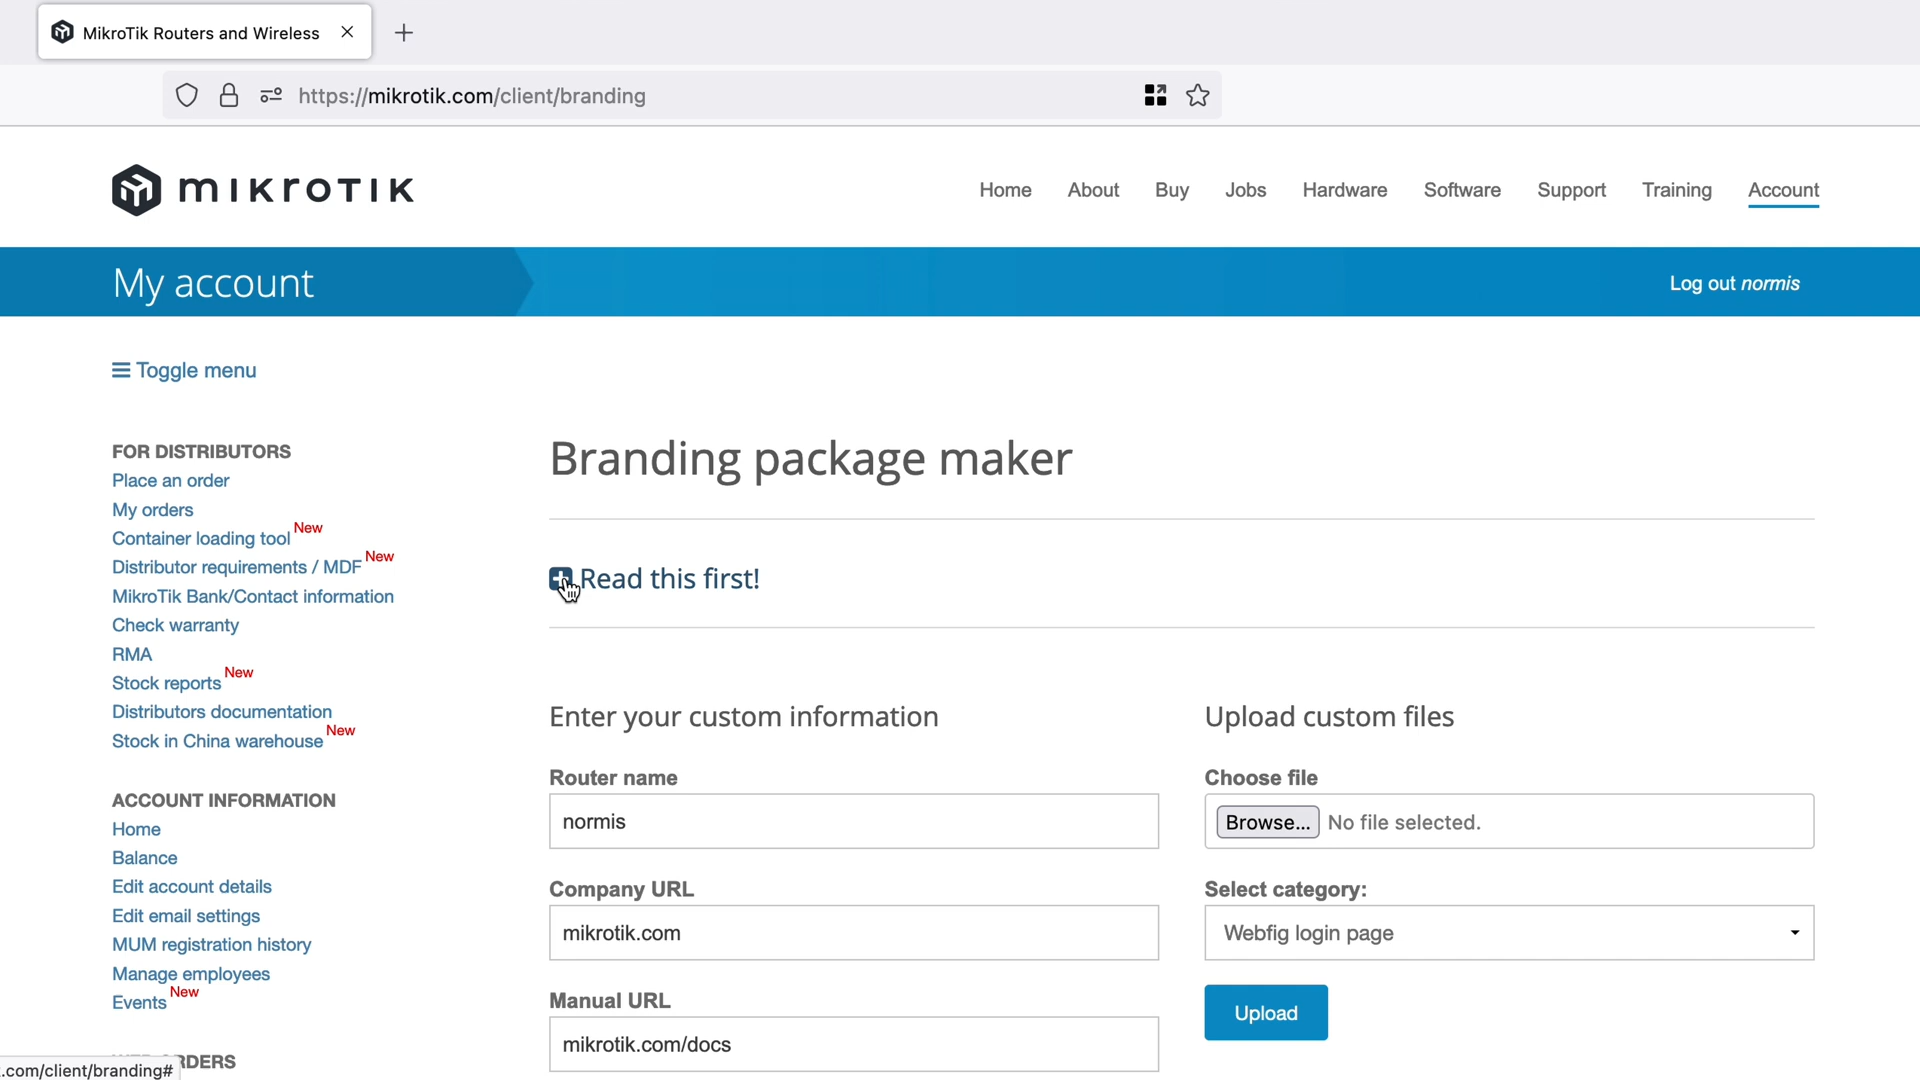 MikroTik Routers and Wireless
https://mikrotik.com/client/branding
mikrotik
Home About Buy Jobs Hardware Software Support Training Account
My account
Log out normis
Toggle menu
FOR DISTRIBUTORS
Place an order
My orders
Container loading tool New
Distributor requirements / MDF New
MikroTik Bank/Contact information
Check warranty
RMA
Stock reports New
Distributors documentation
Stock in China warehouse New
ACCOUNT INFORMATION
Home
Balance
Edit account details
Edit email settings
MUM registration history
Manage employees
Events New
Branding package maker
Read this first!
Enter your custom information
Router name
normis
Company URL
mikrotik.com
Manual URL
mikrotik.com/docs
Upload custom files
Choose file
Browse... No file selected.
Select category:
Webfig login page
Upload
.com/client/branding#